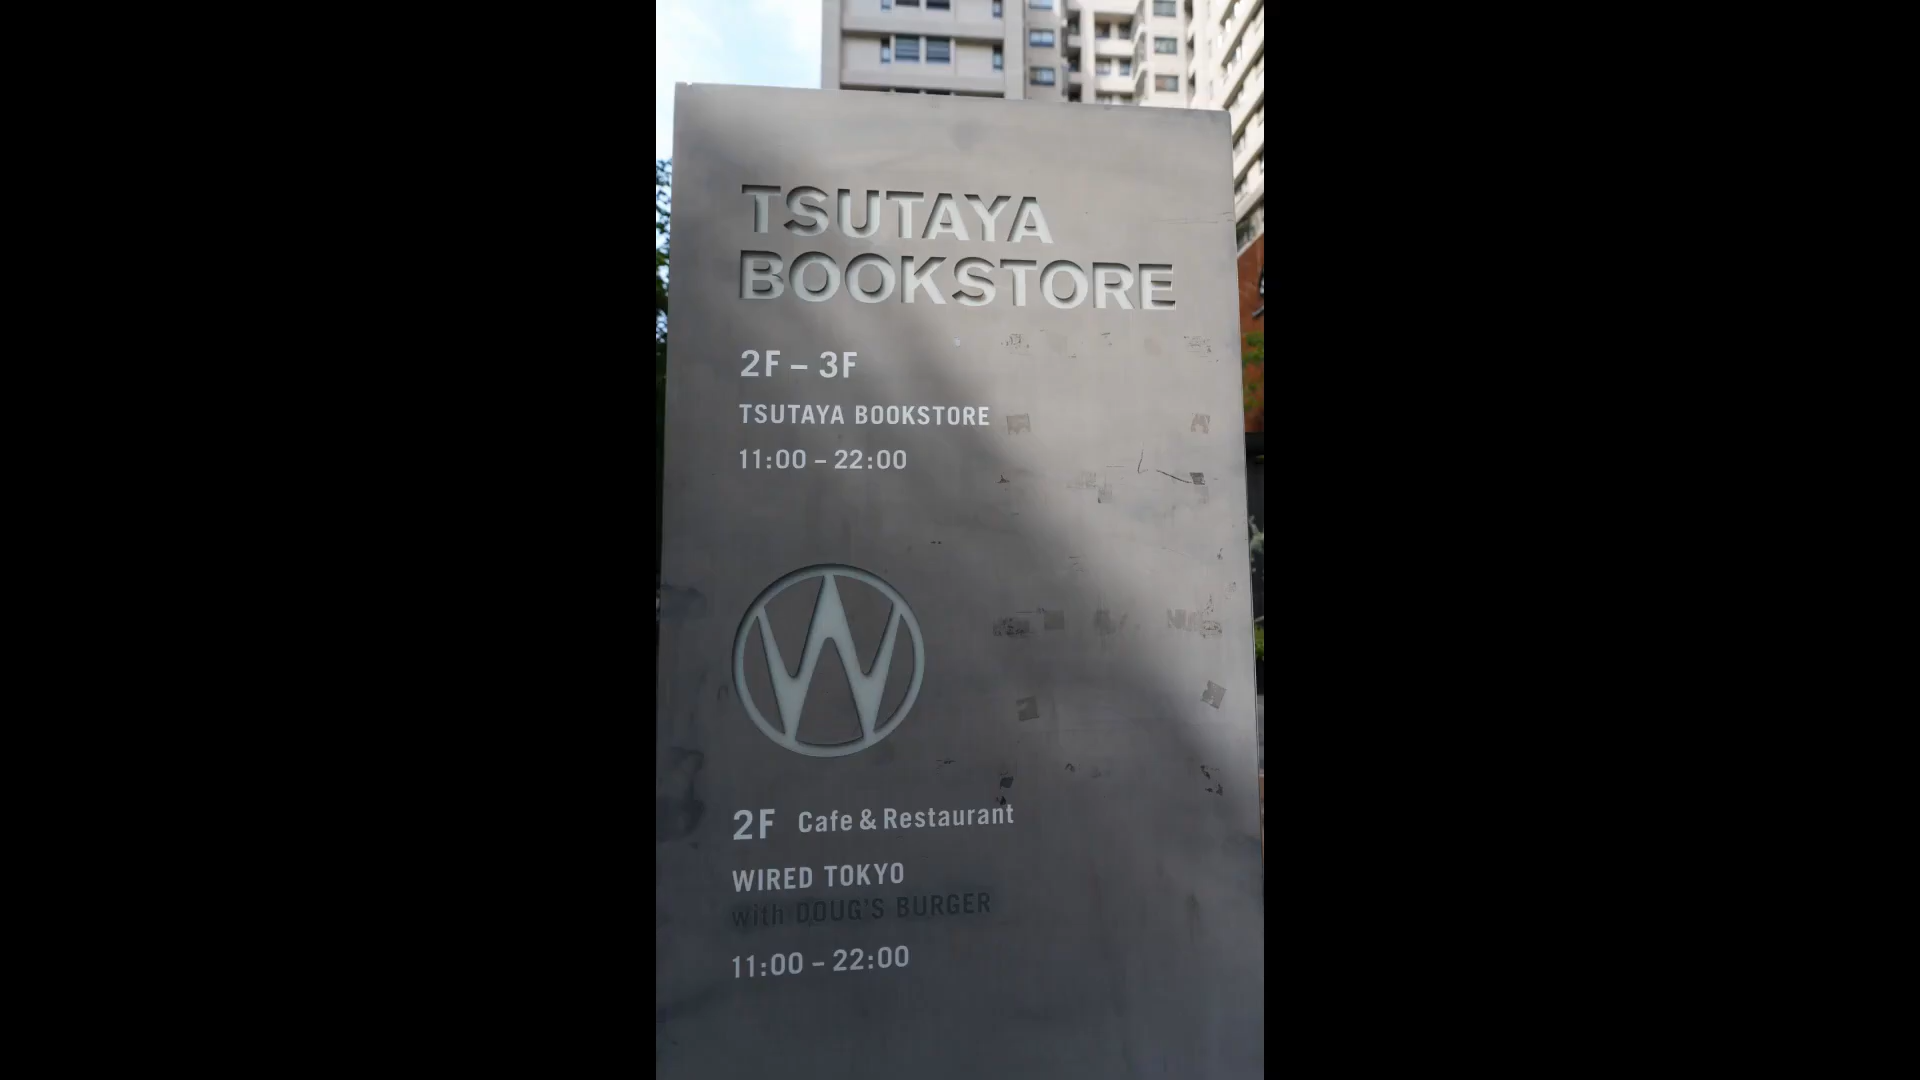 TSUTAYA
BOOKSTORE
2F – 3F
TSUTAYA BOOKSTORE
11:00 – 22:00
W
2F Cafe & Restaurant
WIRED TOKYO
with DOUG'S BURGER
11:00 – 22:00